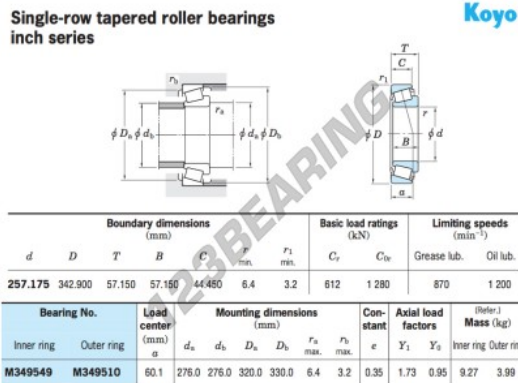 Single-row tapered roller bearings
inch series
Koyo
T
C
r1
r
B
φD
φd
a
rb
ra
φDa φdb
φda φDb
Boundary dimensions
(mm)
Basic load ratings
(kN)
Limiting speeds
(min⁻¹)
d D T B C r min. r1 min. Cr C0r Grease lub. Oil lub.
257.175 342.900 57.150 57.150 44.450 6.4 3.2 612 1 280 870 1 200
Bearing No.
Load center (mm)
Mounting dimensions
(mm)
Constant
Axial load factors
(Refer.)
Mass (kg)
Inner ring Outer ring a da db Da Db ra max. rb max. e Y1 Y0 Inner ring Outer rin
M349549 M349510 60.1 276.0 276.0 320.0 330.0 6.4 3.2 0.35 1.73 0.95 9.27 3.99
123BEARING